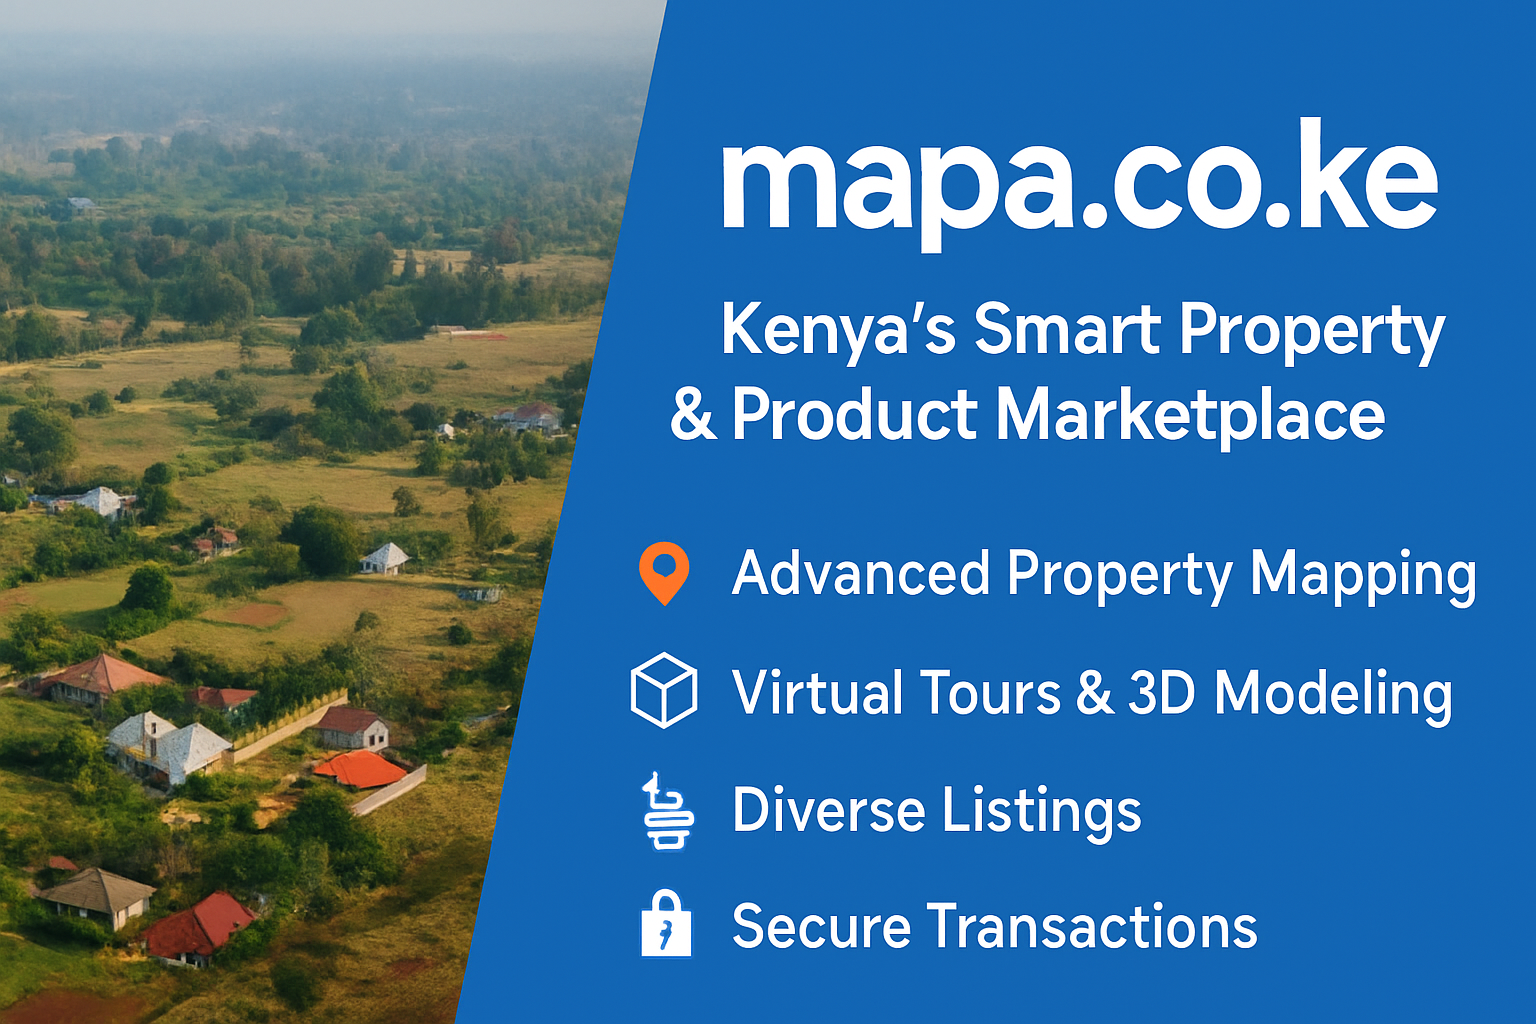 mapa.co.ke
Kenya’s Smart Property
& Product Marketplace
Advanced Property Mapping
Virtual Tours & 3D Modeling
Diverse Listings
Secure Transactions